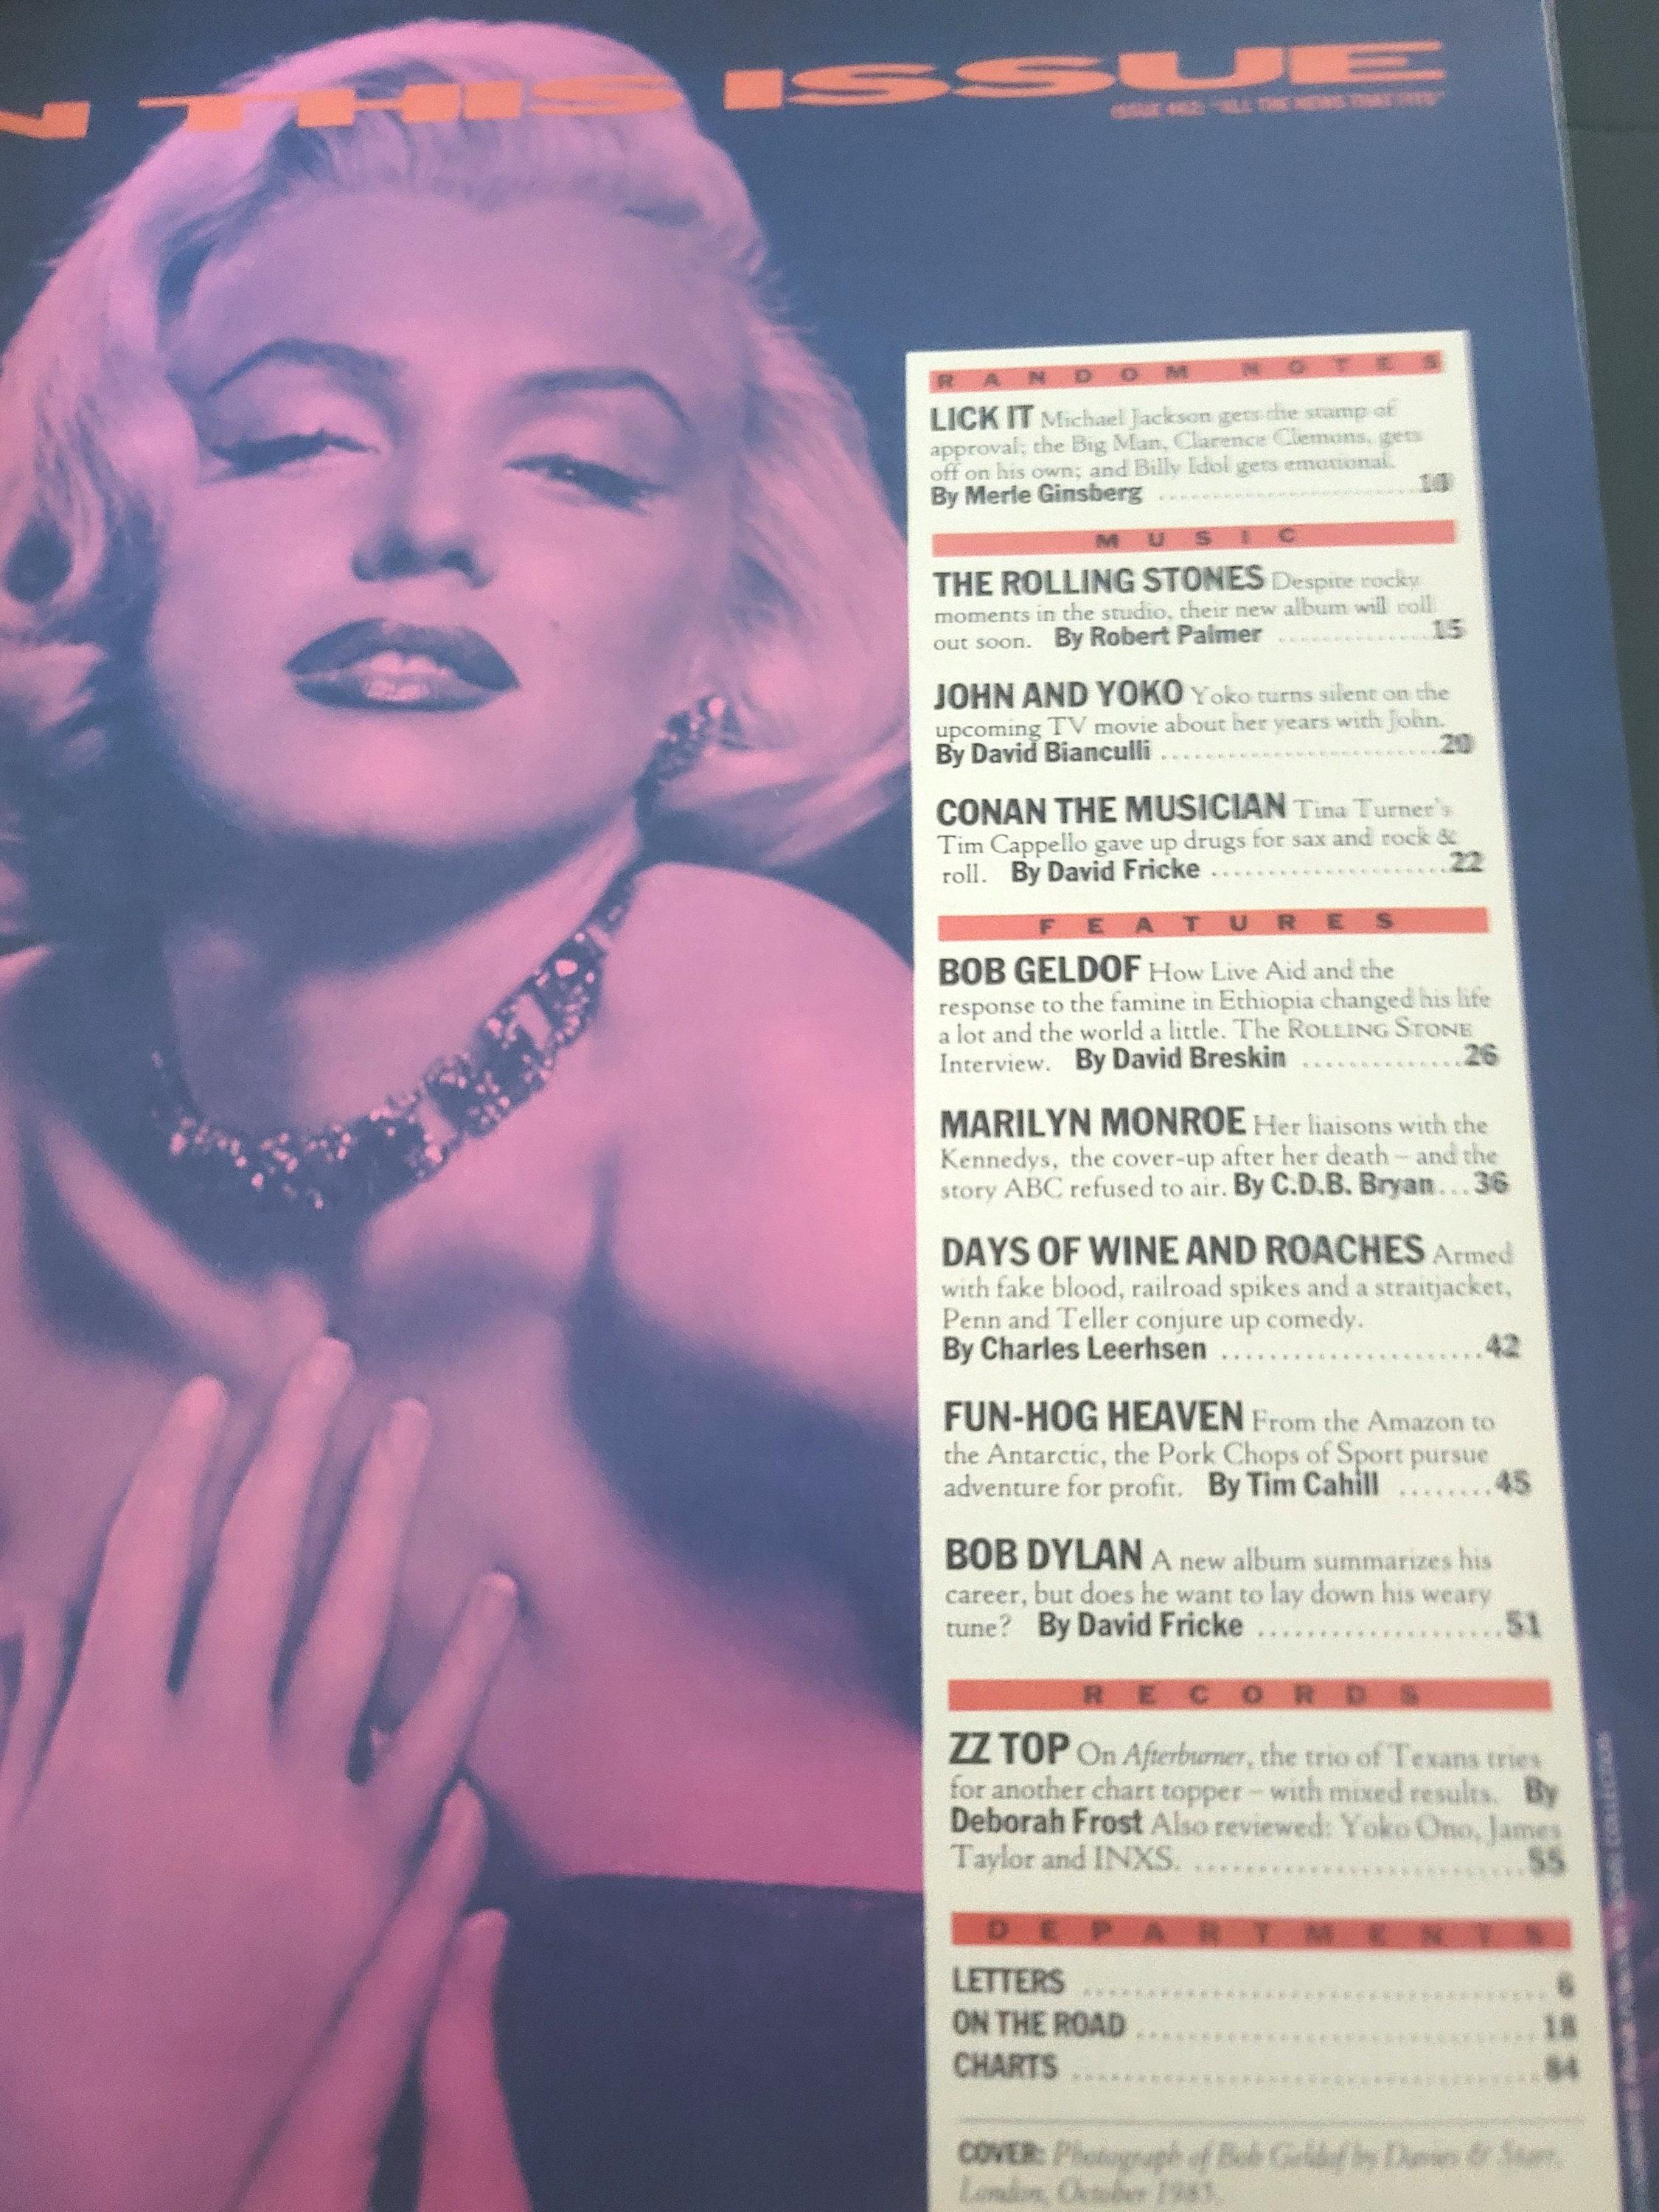 N THIS ISSUE
ISSUE 462: "ALL THE NEWS THAT FITS"
RANDOM NOTES
LICK IT Michael Jackson gets the stamp of
approval; the Big Man, Clarence Clemons, gets
off on his own; and Billy Idol gets emotional.
By Merle Ginsberg ..............................10
MUSIC
THE ROLLING STONES Despite rocky
moments in the studio, their new album will roll
out soon. By Robert Palmer ................15
JOHN AND YOKO Yoko turns silent on the
upcoming TV movie about her years with John.
By David Bianculli ..............................20
CONAN THE MUSICIAN Tina Turner's
Tim Cappello gave up drugs for sax and rock &
roll. By David Fricke ........................22
FEATURES
BOB GELDOF How Live Aid and the
response to the famine in Ethiopia changed his life
a lot and the world a little. The ROLLING STONE
Interview. By David Breskin ................26
MARILYN MONROE Her liaisons with the
Kennedys, the cover-up after her death – and the
story ABC refused to air. By C.D.B. Bryan...36
DAYS OF WINE AND ROACHES Armed
with fake blood, railroad spikes and a straitjacket,
Penn and Teller conjure up comedy.
By Charles Leerhsen ........................42
FUN-HOG HEAVEN From the Amazon to
the Antarctic, the Pork Chops of Sport pursue
adventure for profit. By Tim Cahill ........45
BOB DYLAN A new album summarizes his
career, but does he want to lay down his weary
tune? By David Fricke ......................51
RECORDS
ZZ TOP On Afterburner, the trio of Texans tries
for another chart topper – with mixed results. By
Deborah Frost Also reviewed: Yoko Ono, James
Taylor and INXS. ..............................55
DEPARTMENTS
LETTERS ........................................6
ON THE ROAD ....................................18
CHARTS ........................................84
COVER: Photograph of Bob Geldof by Davies & Starr,
London, October 1985.